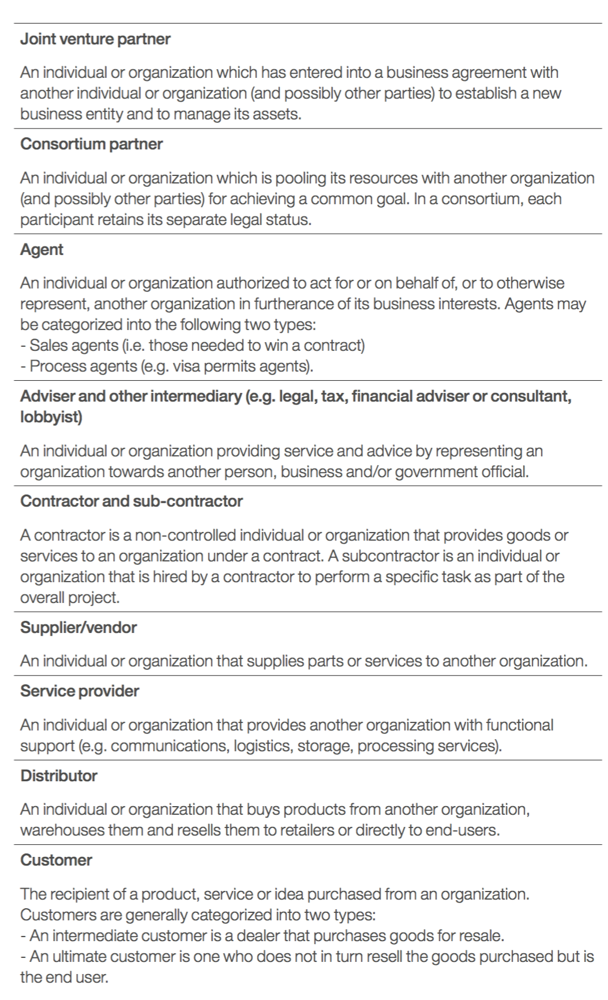 Joint venture partner
An individual or organization which has entered into a business agreement with
another individual or organization (and possibly other parties) to establish a new
business entity and to manage its assets.
Consortium partner
An individual or organization which is pooling its resources with another organization
(and possibly other parties) for achieving a common goal. In a consortium, each
participant retains its separate legal status.
Agent
An individual or organization authorized to act for or on behalf of, or to otherwise
represent, another organization in furtherance of its business interests. Agents may
be categorized into the following two types:
- Sales agents (i.e. those needed to win a contract)
- Process agents (e.g. visa permits agents).
Adviser and other intermediary (e.g. legal, tax, financial adviser or consultant,
lobbyist)
An individual or organization providing service and advice by representing an
organization towards another person, business and/or government official.
Contractor and sub-contractor
A contractor is a non-controlled individual or organization that provides goods or
services to an organization under a contract. A subcontractor is an individual or
organization that is hired by a contractor to perform a specific task as part of the
overall project.
Supplier/vendor
An individual or organization that supplies parts or services to another organization.
Service provider
An individual or organization that provides another organization with functional
support (e.g. communications, logistics, storage, processing services).
Distributor
An individual or organization that buys products from another organization,
warehouses them and resells them to retailers or directly to end-users.
Customer
The recipient of a product, service or idea purchased from an organization.
Customers are generally categorized into two types:
- An intermediate customer is a dealer that purchases goods for resale.
- An ultimate customer is one who does not in turn resell the goods purchased but is
the end user.